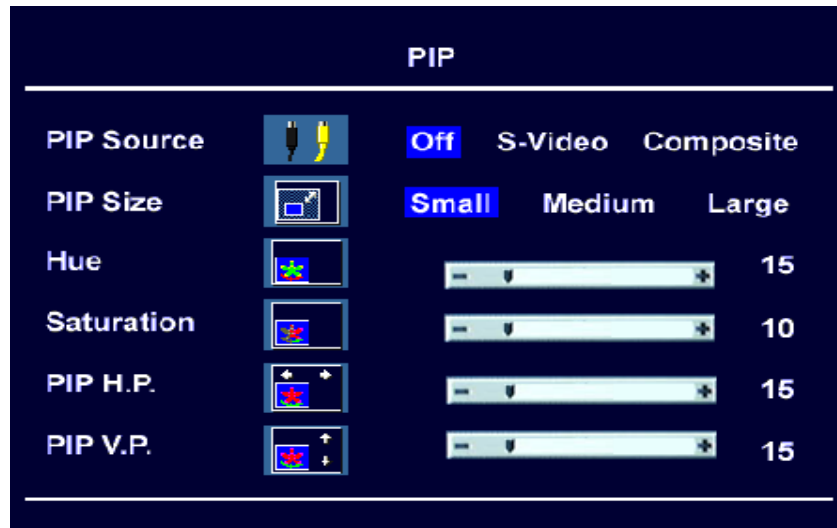 PIP
PIP Source Off S-Video Composite
PIP Size Small Medium Large
Hue - + 15
Saturation - + 10
PIP H.P. - + 15
PIP V.P. - + 15